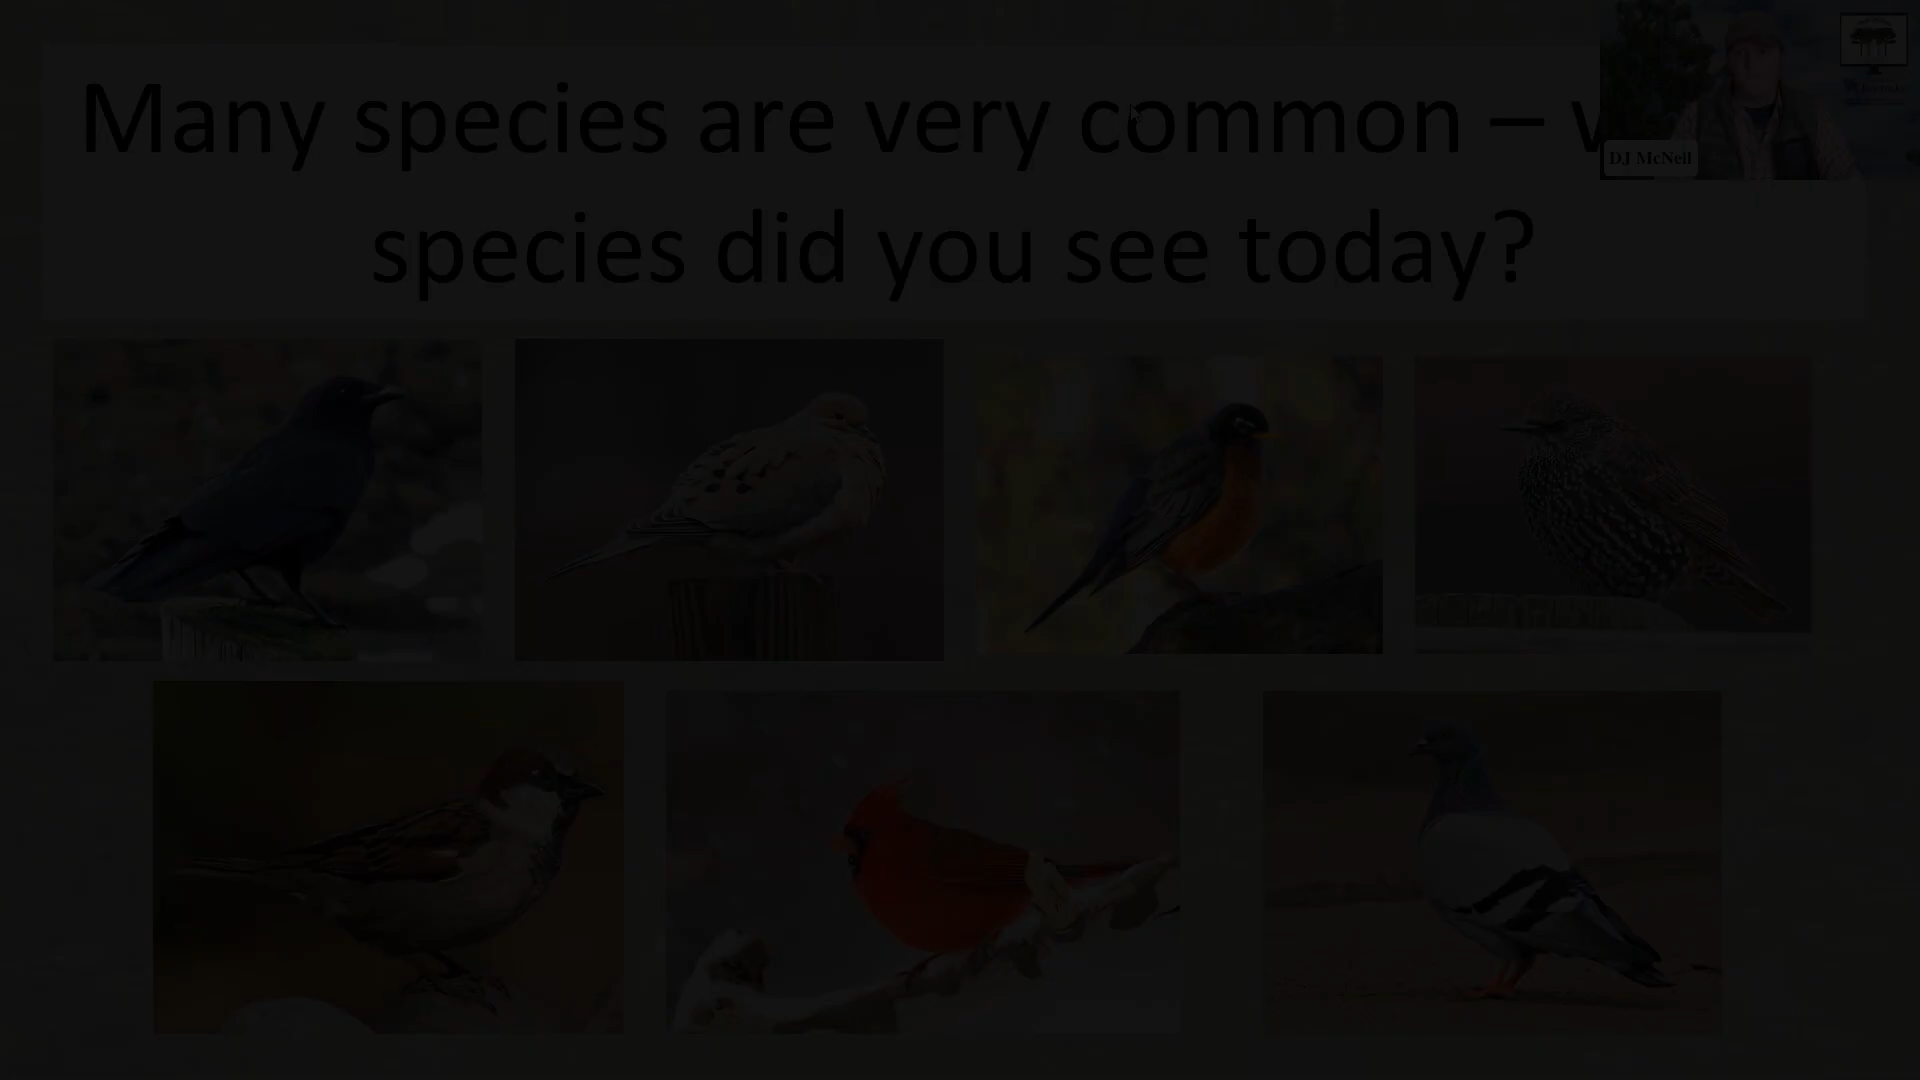 Many species are very common –
species did you see today?
DJ McNeil